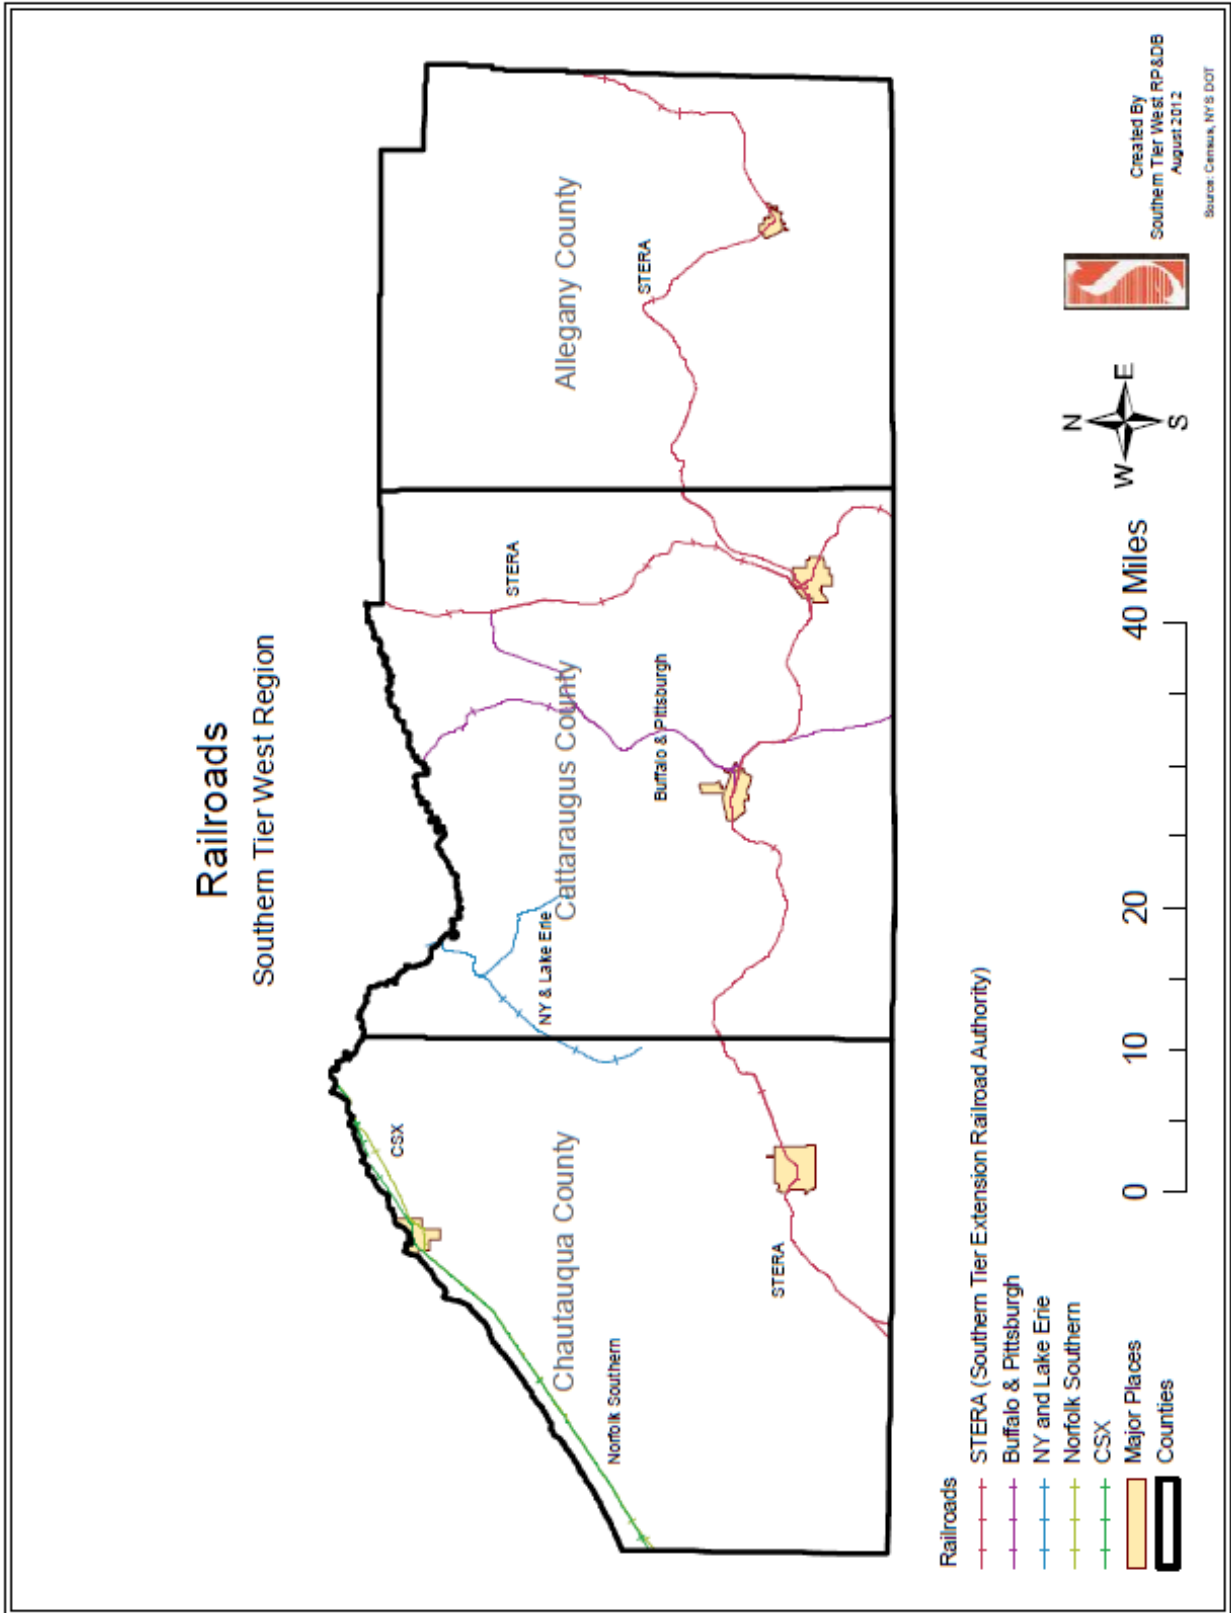 Railroads
Southern Tier West Region
CSX
Norfolk Southern
Chautauqua County
STERA
NY & Lake Erie
Cattaraugus County
Buffalo & Pittsburgh
STERA
Allegany County
STERA
Railroads
STERA (Southern Tier Extension Railroad Authority)
Buffalo & Pittsburgh
NY and Lake Erie
Norfolk Southern
CSX
Major Places
Counties
0 10 20 40 Miles
N
W E
S
Created By
Southern Tier West RP&DB
August 2012
Source: Census, NYS DOT